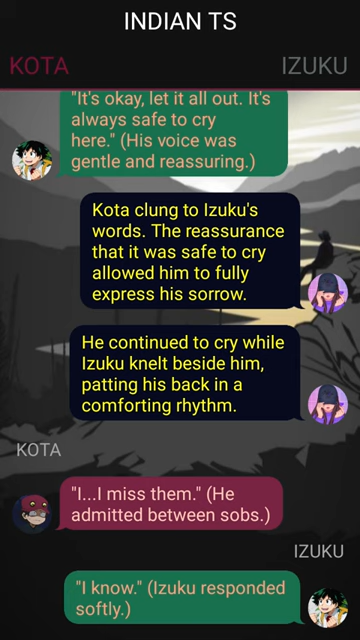 INDIAN TS
KOTA
IZUKU
"It's okay, let it all out. It's
always safe to cry
here." (His voice was
gentle and reassuring.)
Kota clung to Izuku's
words. The reassurance
that it was safe to cry
allowed him to fully
express his sorrow.
He continued to cry while
Izuku knelt beside him,
patting his back in a
comforting rhythm.
KOTA
"I...I miss them." (He
admitted between sobs.)
IZUKU
"I know." (Izuku responded
softly.)